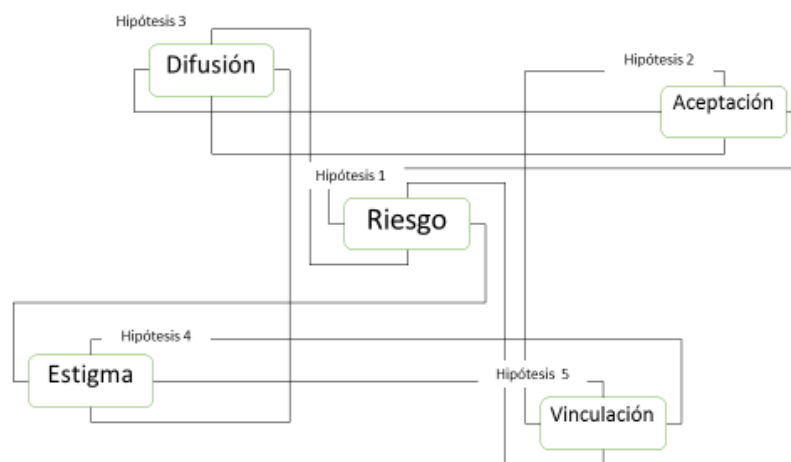 Hipótesis 3
Difusión
Hipótesis 2
Aceptación
Hipótesis 1
Riesgo
Hipótesis 4
Estigma
Hipótesis 5
Vinculación